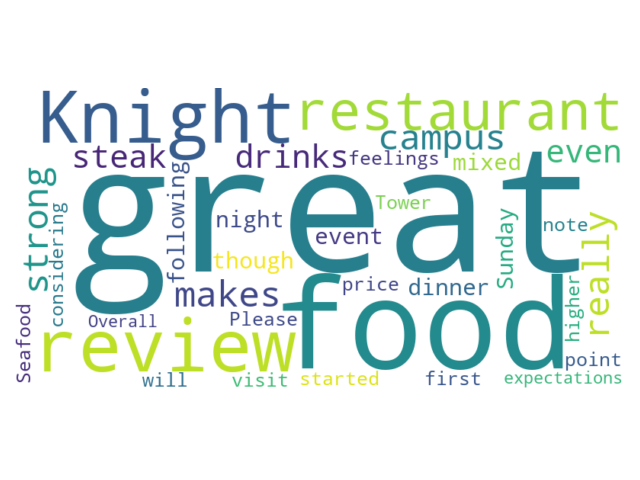 Knight restaurant
campus
steak drinks feelings mixed even
great
strong considering following night Tower note
event Sunday
though
makes price dinner really
food higher
Seafood Overall Please
review point
will visit started first expectations